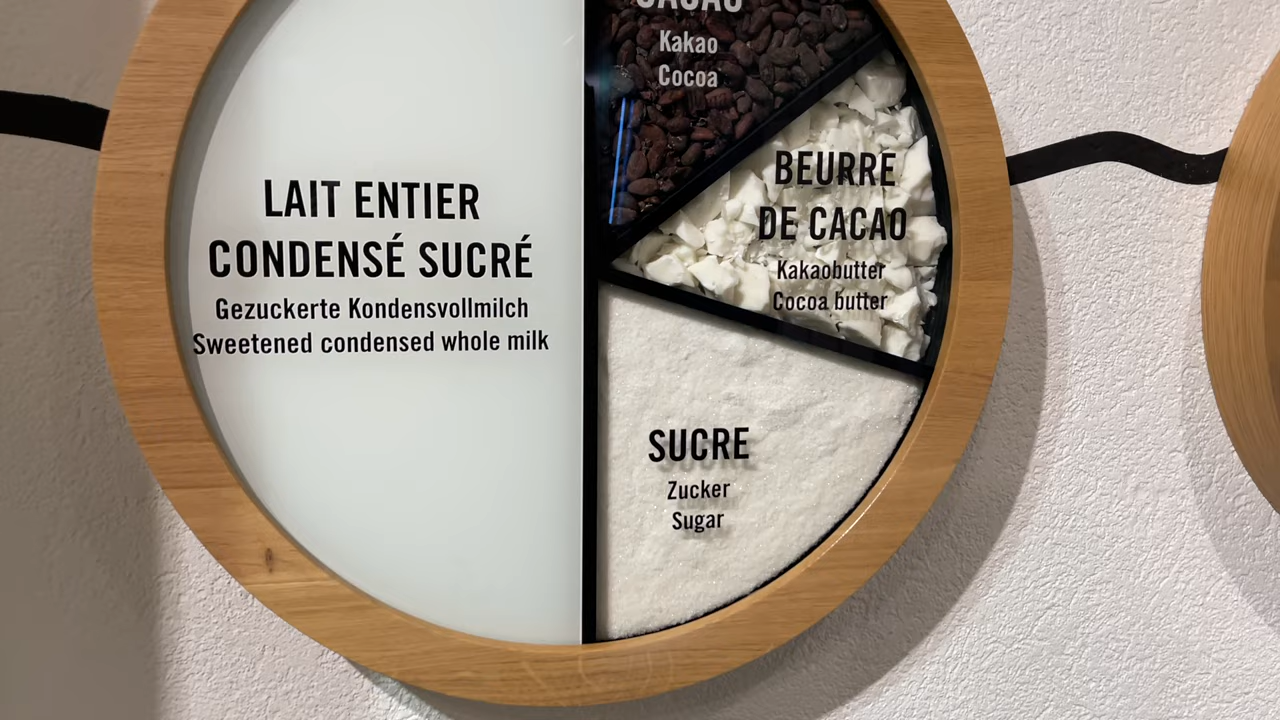 LAIT ENTIER
CONDENSÉ SUCRÉ
Gezuckerte Kondensvollmilch
Sweetened condensed whole milk
CACAO
Kakao
Cocoa
BEURRE
DE CACAO
Kakaobutter
Cocoa butter
SUCRE
Zucker
Sugar